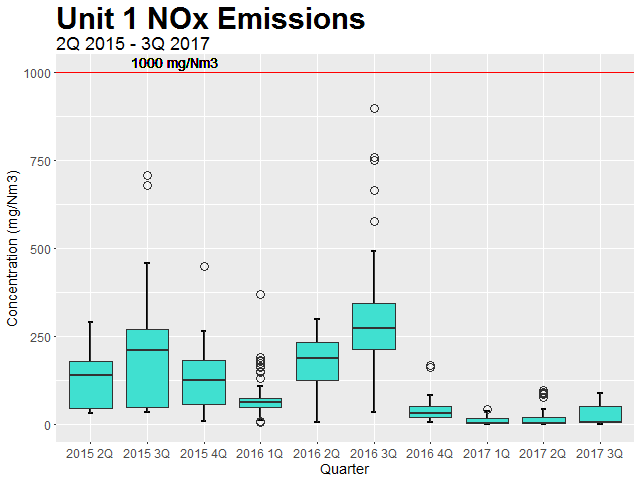 Unit 1 NOx Emissions
2Q 2015 - 3Q 2017
1000 mg/Nm3
1000
750
500
250
0
Concentration (mg/Nm3)
2015 2Q 2015 3Q 2015 4Q 2016 1Q 2016 2Q 2016 3Q 2016 4Q 2017 1Q 2017 2Q 2017 3Q
Quarter